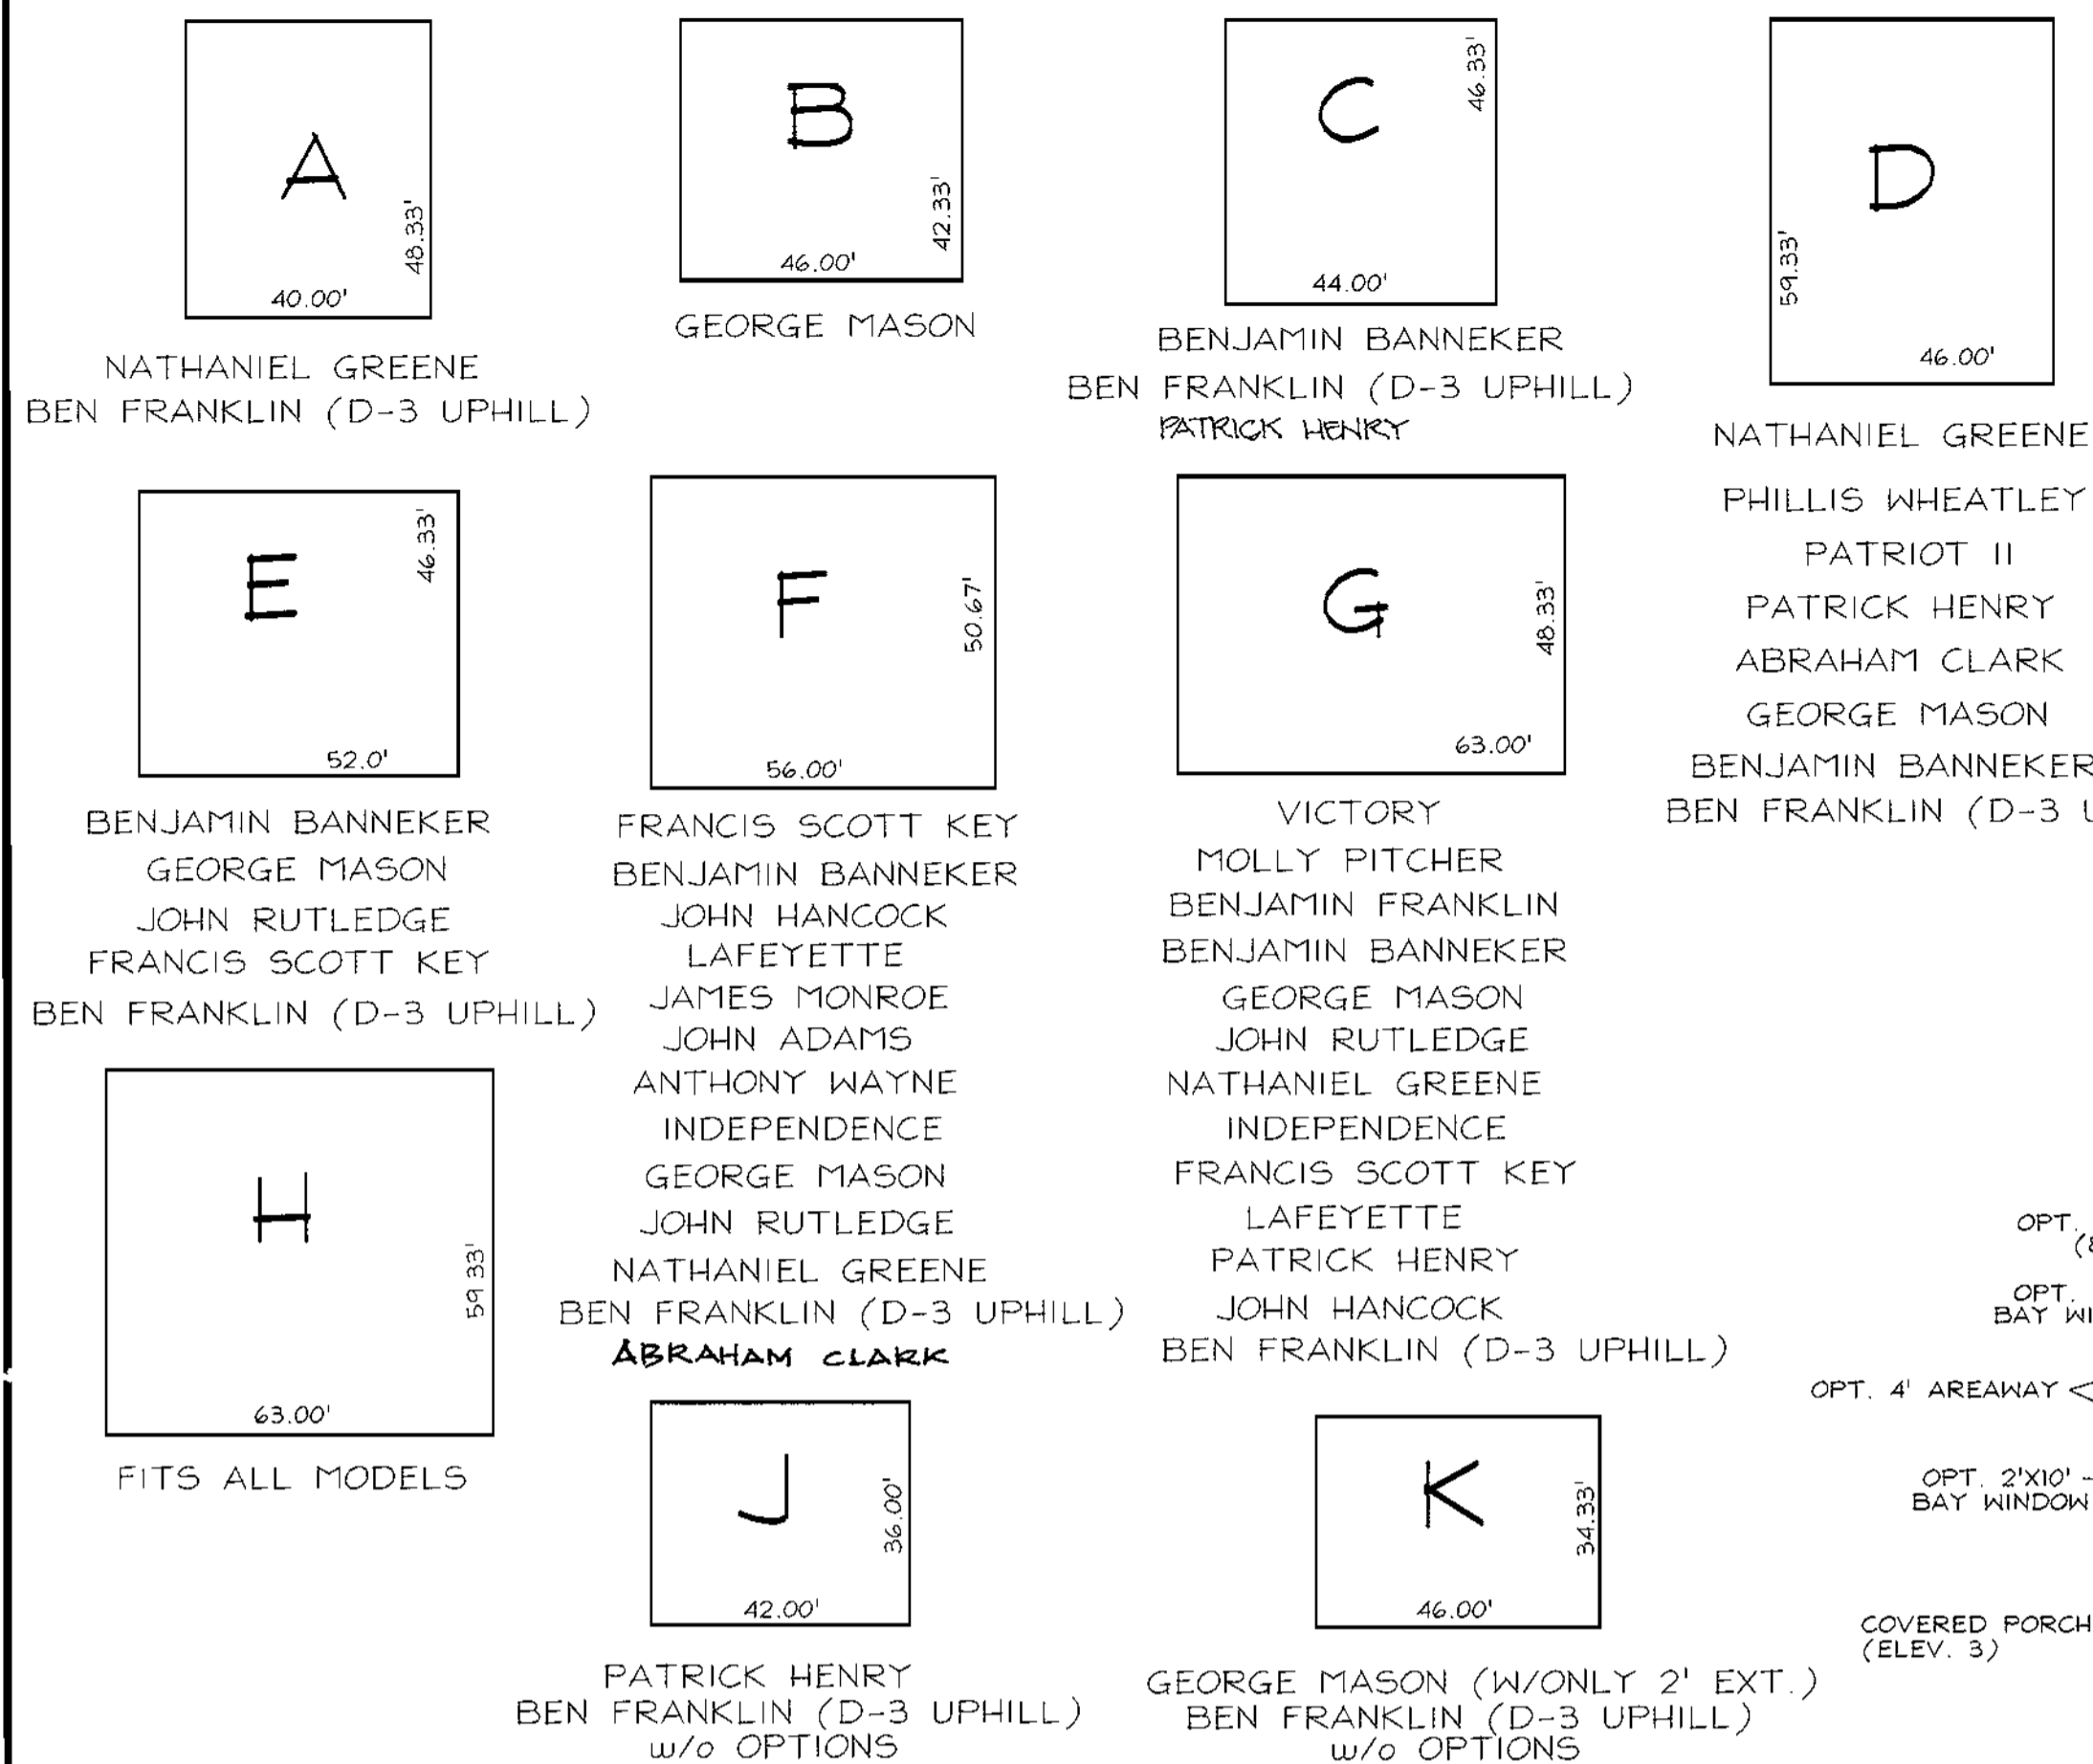 A
48.33'
40.00'
NATHANIEL GREENE
BEN FRANKLIN (D-3 UPHILL)
B
42.33'
46.00'
GEORGE MASON
C
46.33'
44.00'
BENJAMIN BANNEKER
BEN FRANKLIN (D-3 UPHILL)
PATRICK HENRY
D
59.33'
46.00'
NATHANIEL GREENE
PHILLIS WHEATLEY
PATRIOT II
PATRICK HENRY
ABRAHAM CLARK
GEORGE MASON
BENJAMIN BANNEKER
BEN FRANKLIN (D-3
E
46.33'
52.0'
BENJAMIN BANNEKER
GEORGE MASON
JOHN RUTLEDGE
FRANCIS SCOTT KEY
BEN FRANKLIN (D-3 UPHILL)
F
50.67'
56.00'
FRANCIS SCOTT KEY
BENJAMIN BANNEKER
JOHN HANCOCK
LAFEYETTE
JAMES MONROE
JOHN ADAMS
ANTHONY WAYNE
INDEPENDENCE
GEORGE MASON
JOHN RUTLEDGE
NATHANIEL GREENE
BEN FRANKLIN (D-3 UPHILL)
ABRAHAM CLARK
G
48.33'
63.00'
VICTORY
MOLLY PITCHER
BENJAMIN FRANKLIN
BENJAMIN BANNEKER
GEORGE MASON
JOHN RUTLEDGE
NATHANIEL GREENE
INDEPENDENCE
FRANCIS SCOTT KEY
LAFEYETTE
PATRICK HENRY
JOHN HANCOCK
BEN FRANKLIN (D-3 UPHILL)
H
59.33'
63.00'
FITS ALL MODELS
J
36.00'
42.00'
PATRICK HENRY
BEN FRANKLIN (D-3 UPHILL)
w/o OPTIONS
K
34.33'
46.00'
GEORGE MASON (W/ONLY 2' EXT.)
BEN FRANKLIN (D-3 UPHILL)
w/o OPTIONS
OPT.
OPT.
BAY
OPT. 4' AREAWAY
OPT. 2'X10'
BAY WINDOW
COVERED PORCH
(ELEV. 3)